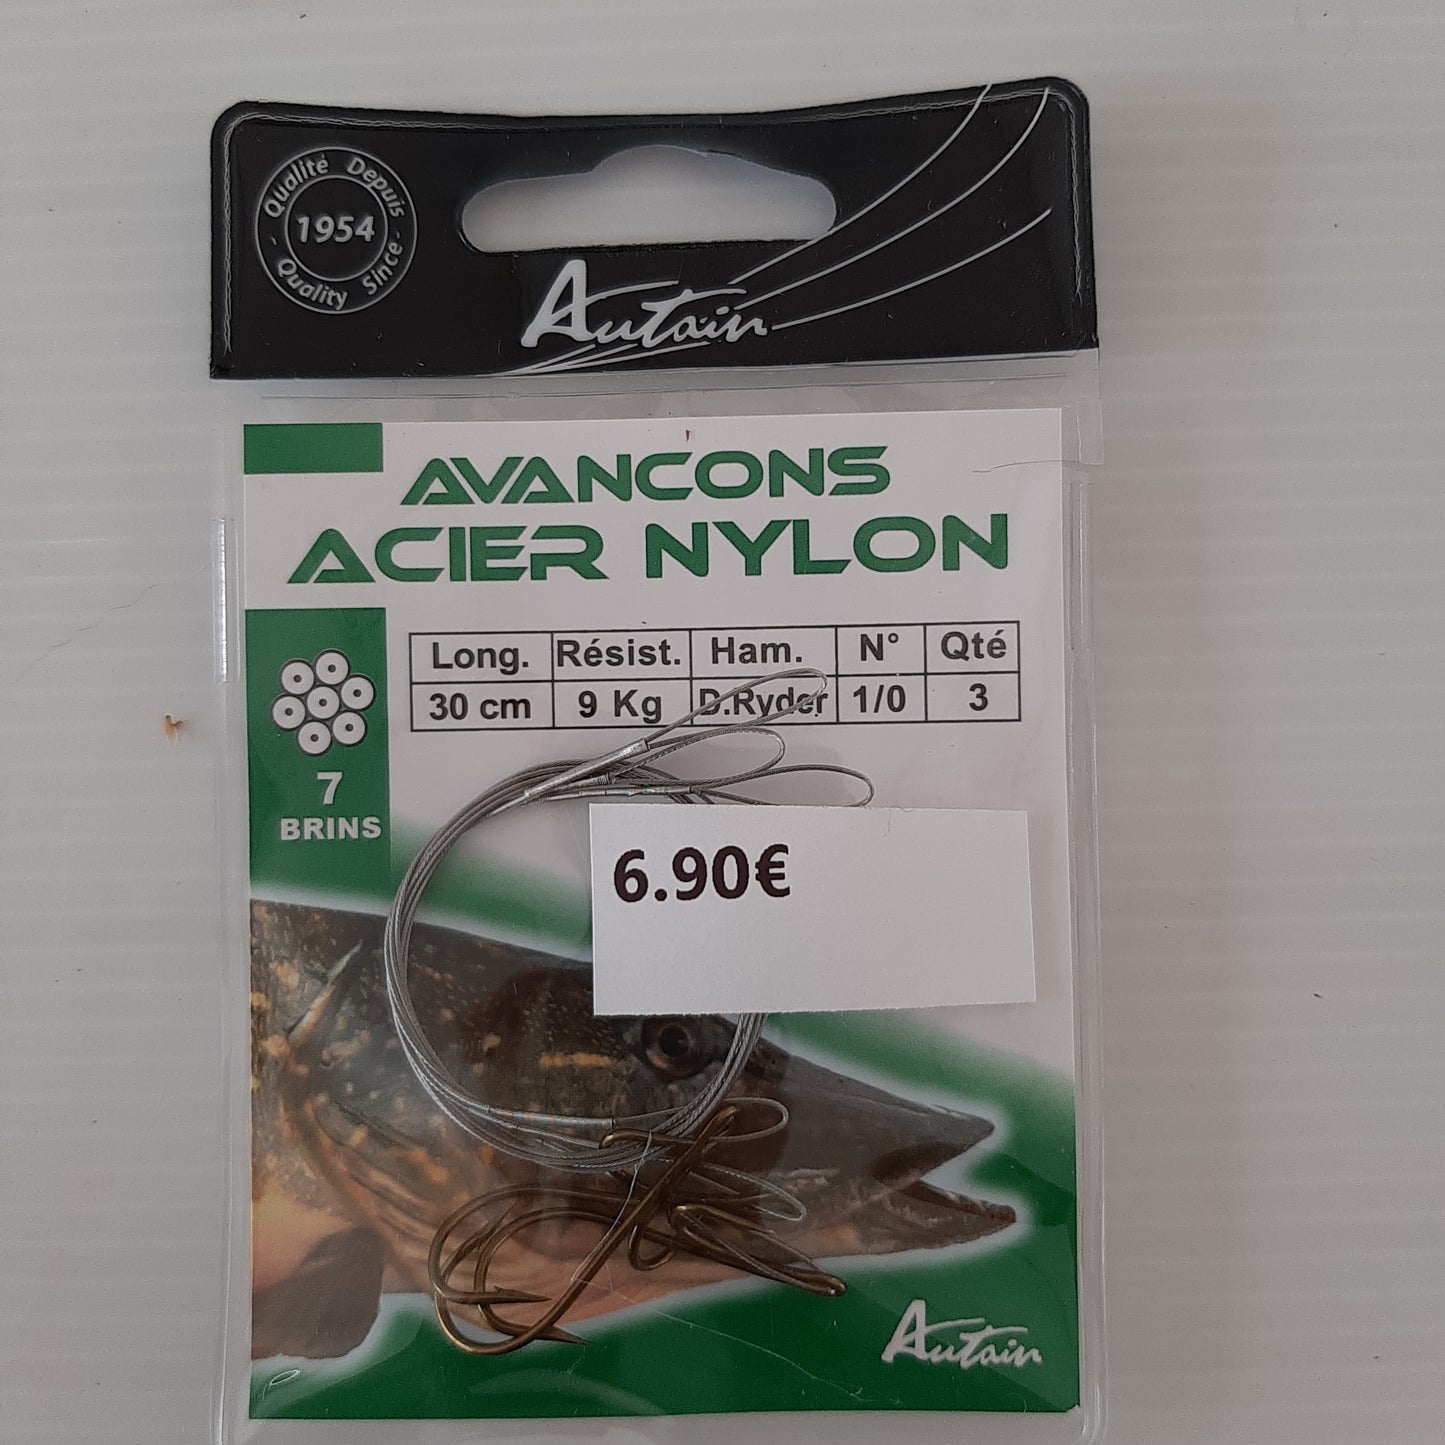 Qualité Depuis
1954
Quality Since
Autain
AVANCONS
ACIER NYLON
Long. Résist. Ham. N° Qté
30 cm 9 Kg D.Ryder 1/0 3
7
BRINS
6.90€
Autain